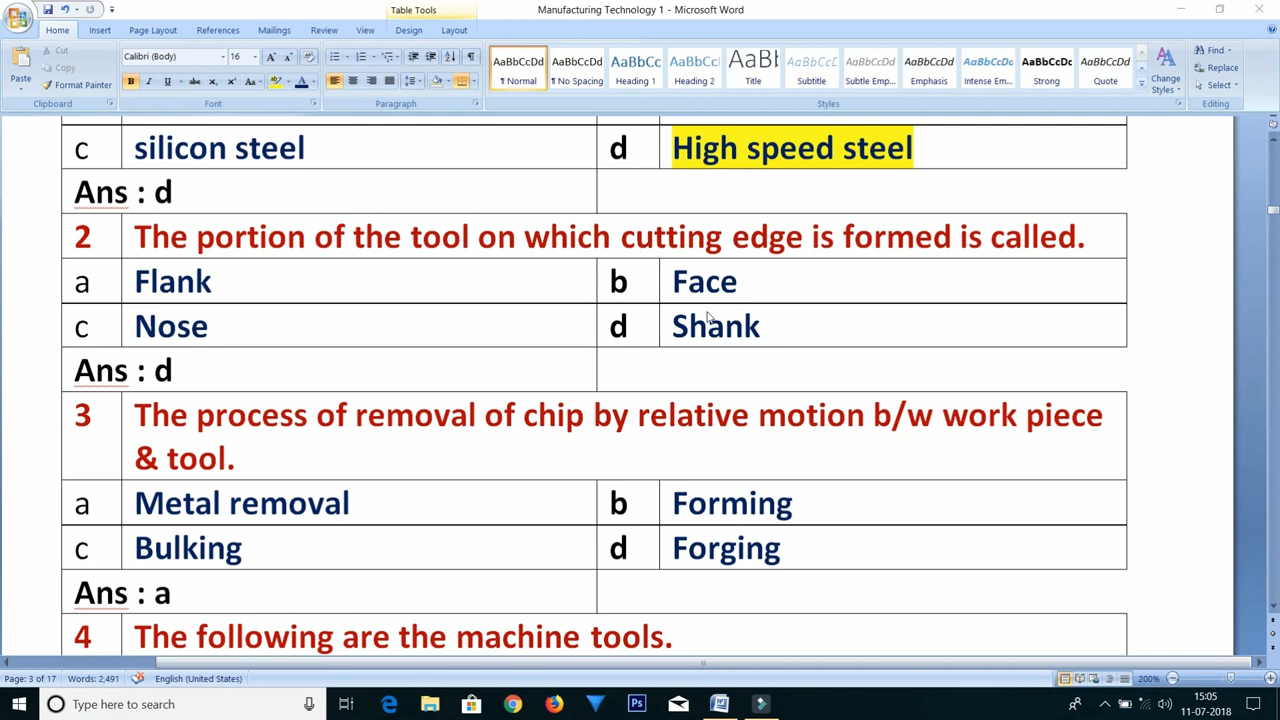 Table Tools
Manufacturing Technology 1 - Microsoft Word
Home Insert Page Layout References Mailings Review View Design Layout
Paste
Cut
Copy
Format Painter
Clipboard
Calibri (Body) 16
Font
Paragraph
AaBbCcDd AaBbCcDd AaBbCc AaBbCc AaBb AaBbCcDd AaBbCcDd AaBbCcDd AaBbCcDd AaBbCcDc AaBbCcDd
¶ Normal ¶ No Spacing Heading 1 Heading 2 Title Subtitle Subtle Emp... Emphasis Intense Em... Strong Quote
Styles
Change
Styles
Find
Replace
Select
Editing
c silicon steel d High speed steel
Ans : d
2 The portion of the tool on which cutting edge is formed is called.
a Flank b Face
c Nose d Shank
Ans : d
3 The process of removal of chip by relative motion b/w work piece
& tool.
a Metal removal b Forming
c Bulking d Forging
Ans : a
4 The following are the machine tools.
Page: 3 of 17 Words: 2,491 English (United States) 200%
Type here to search
15:05
11-07-2018